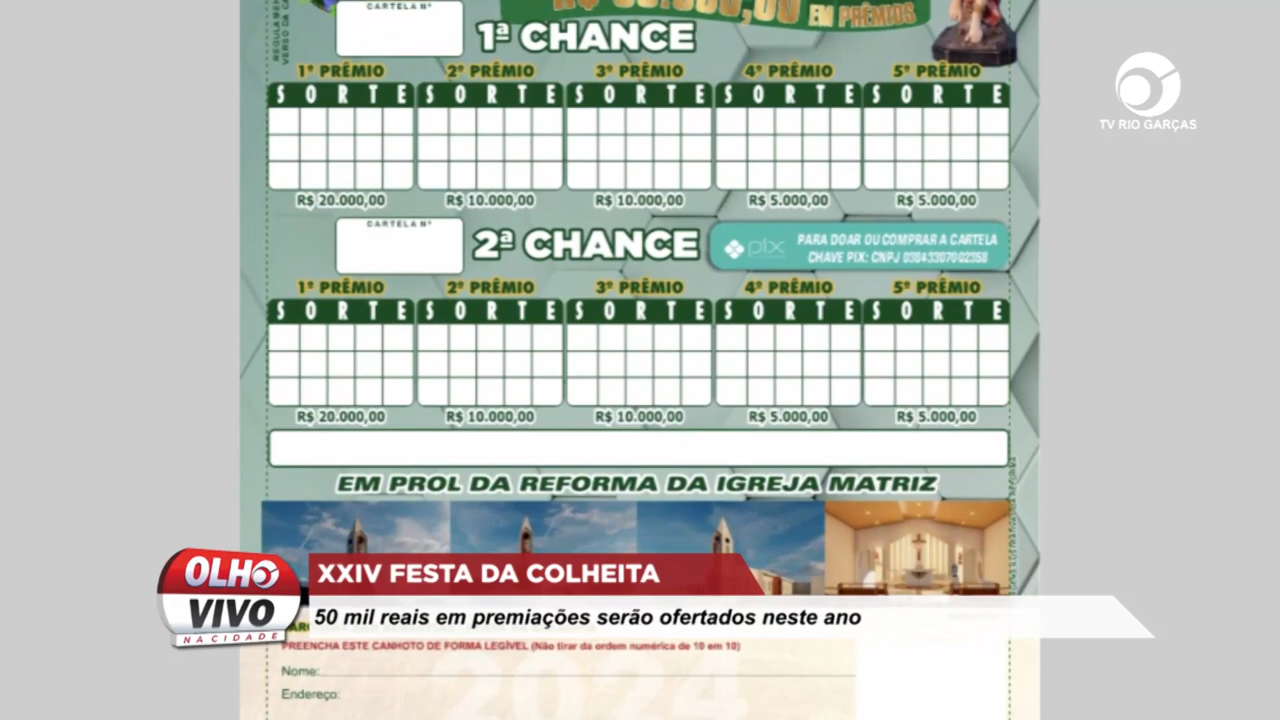 CARTELA Nº
EM PRÊMIOS
1ª CHANCE
TV RIO GARÇAS
1º PRÊMIO 2º PRÊMIO 3º PRÊMIO 4º PRÊMIO 5º PRÊMIO
S O R T E S O R T E S O R T E S O R T E S O R T E
R$ 20.000,00 R$ 10.000,00 R$ 10.000,00 R$ 5.000,00 R$ 5.000,00
CARTELA Nº
2ª CHANCE
pix
PARA DOAR OU COMPRAR A CARTELA
CHAVE PIX: CNPJ 03843307002358
1º PRÊMIO 2º PRÊMIO 3º PRÊMIO 4º PRÊMIO 5º PRÊMIO
S O R T E S O R T E S O R T E S O R T E S O R T E
R$ 20.000,00 R$ 10.000,00 R$ 10.000,00 R$ 5.000,00 R$ 5.000,00
EM PROL DA REFORMA DA IGREJA MATRIZ
OLHO VIVO
NA CIDADE
XXIV FESTA DA COLHEITA
50 mil reais em premiações serão ofertados neste ano
PREENCHA ESTE CANHOTO DE FORMA LEGÍVEL (Não tirar da ordem numérica de 10 em 10)
Nome:
Endereço:
2024